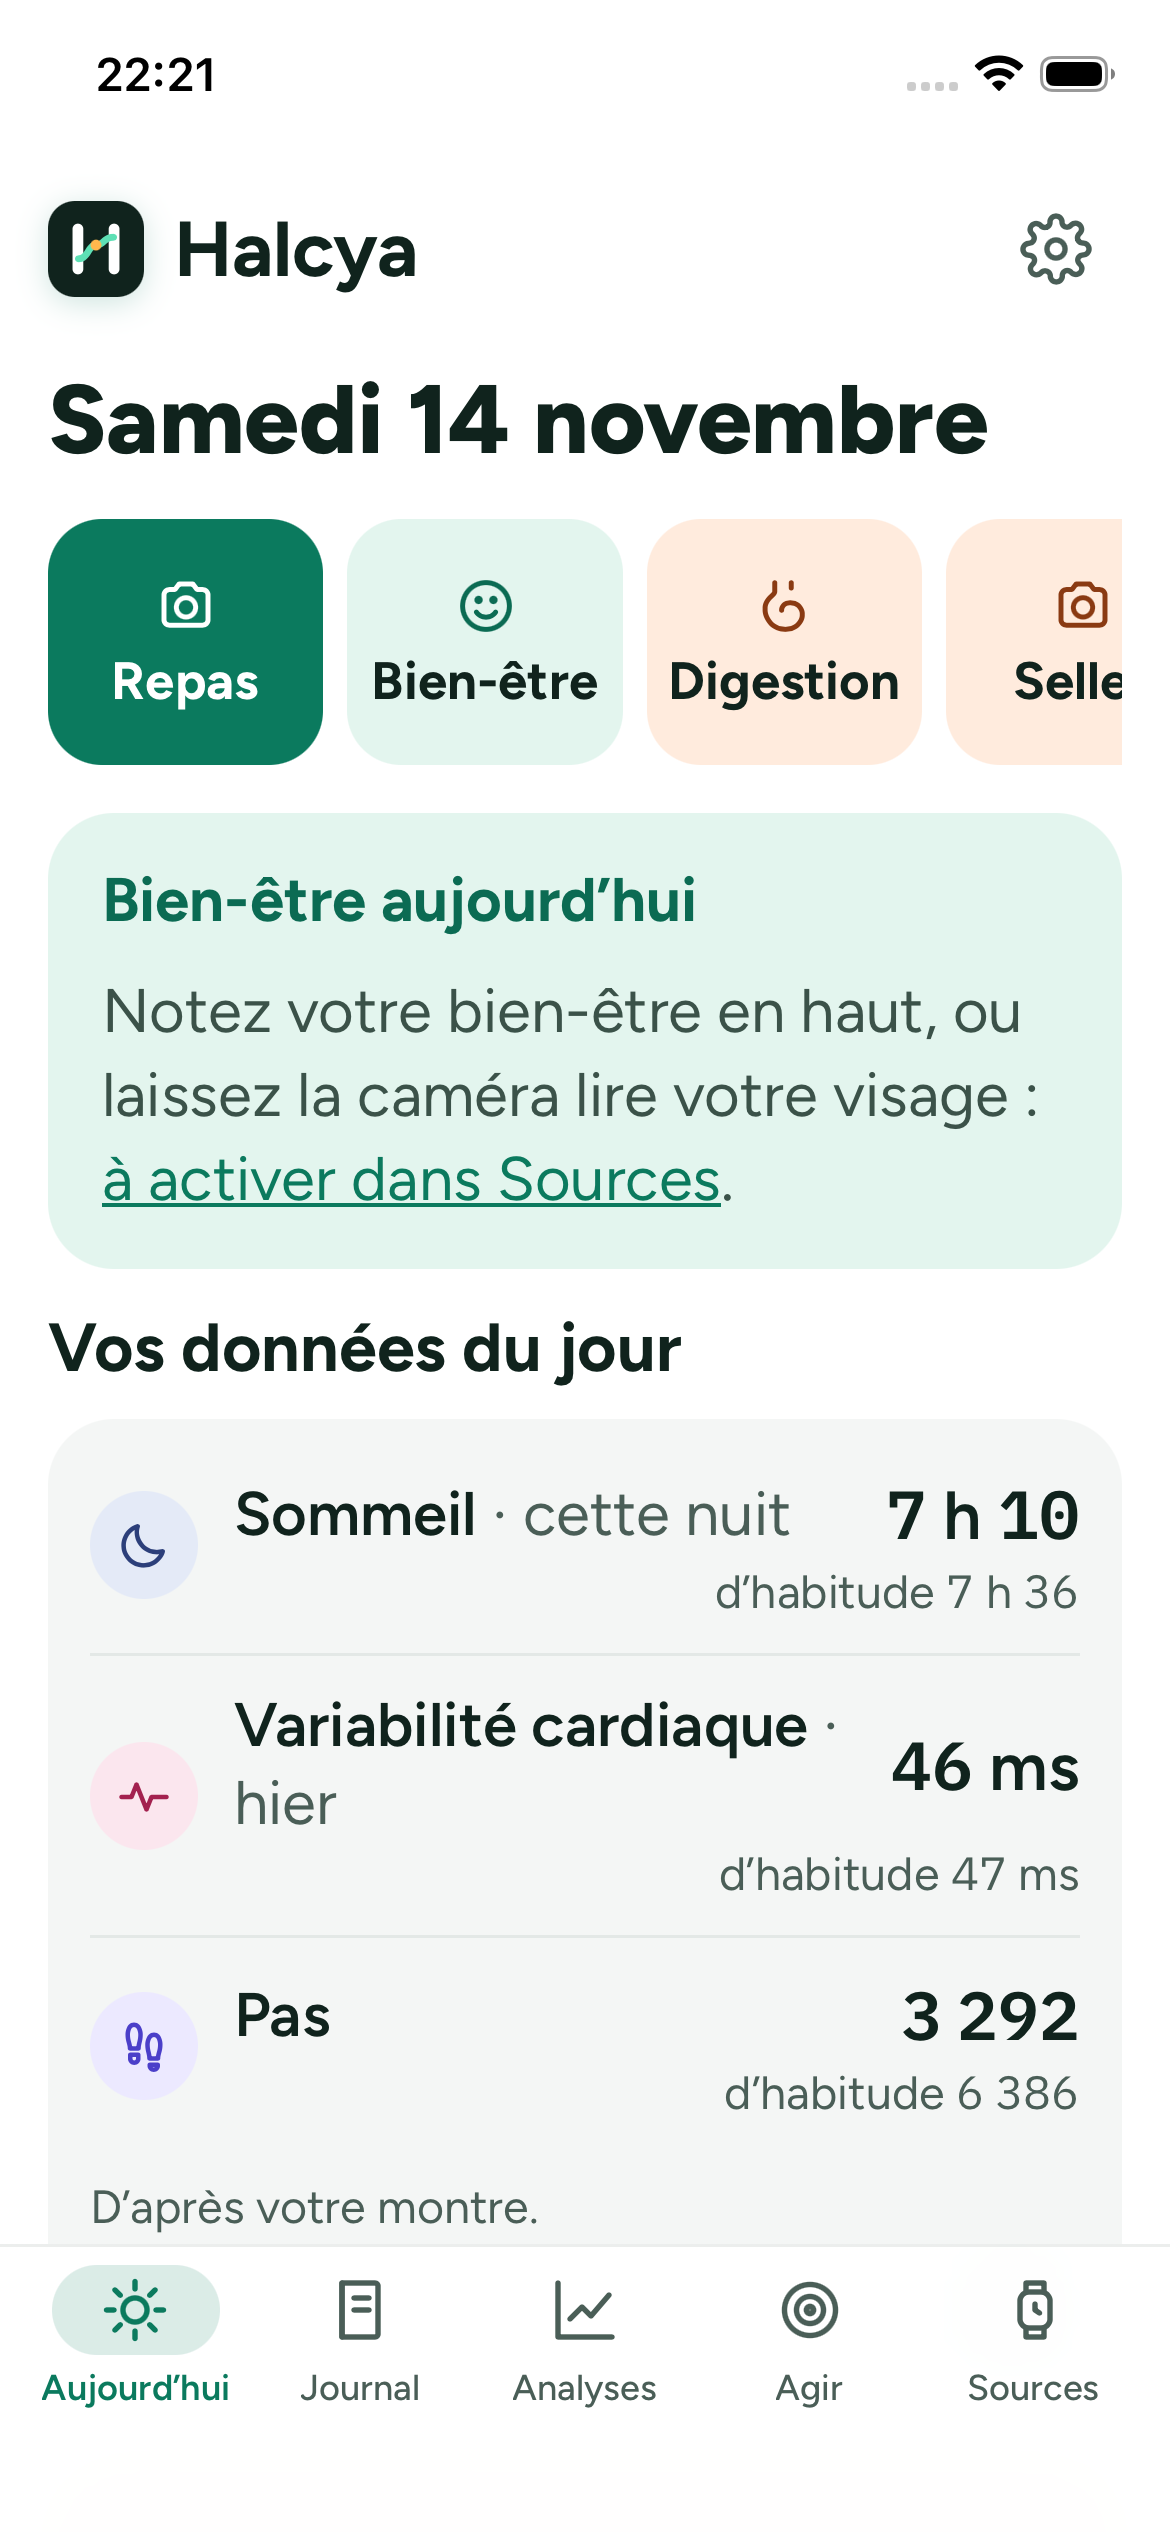 22:21
Halcya
Samedi 14 novembre
Repas
Bien-être
Digestion
Selle
Bien-être aujourd’hui
Notez votre bien-être en haut, ou
laissez la caméra lire votre visage :
à activer dans Sources.
Vos données du jour
Sommeil · cette nuit
7 h 10
d’habitude 7 h 36
Variabilité cardiaque ·
hier
46 ms
d’habitude 47 ms
Pas
3 292
d’habitude 6 386
D’après votre montre.
Aujourd’hui
Journal
Analyses
Agir
Sources